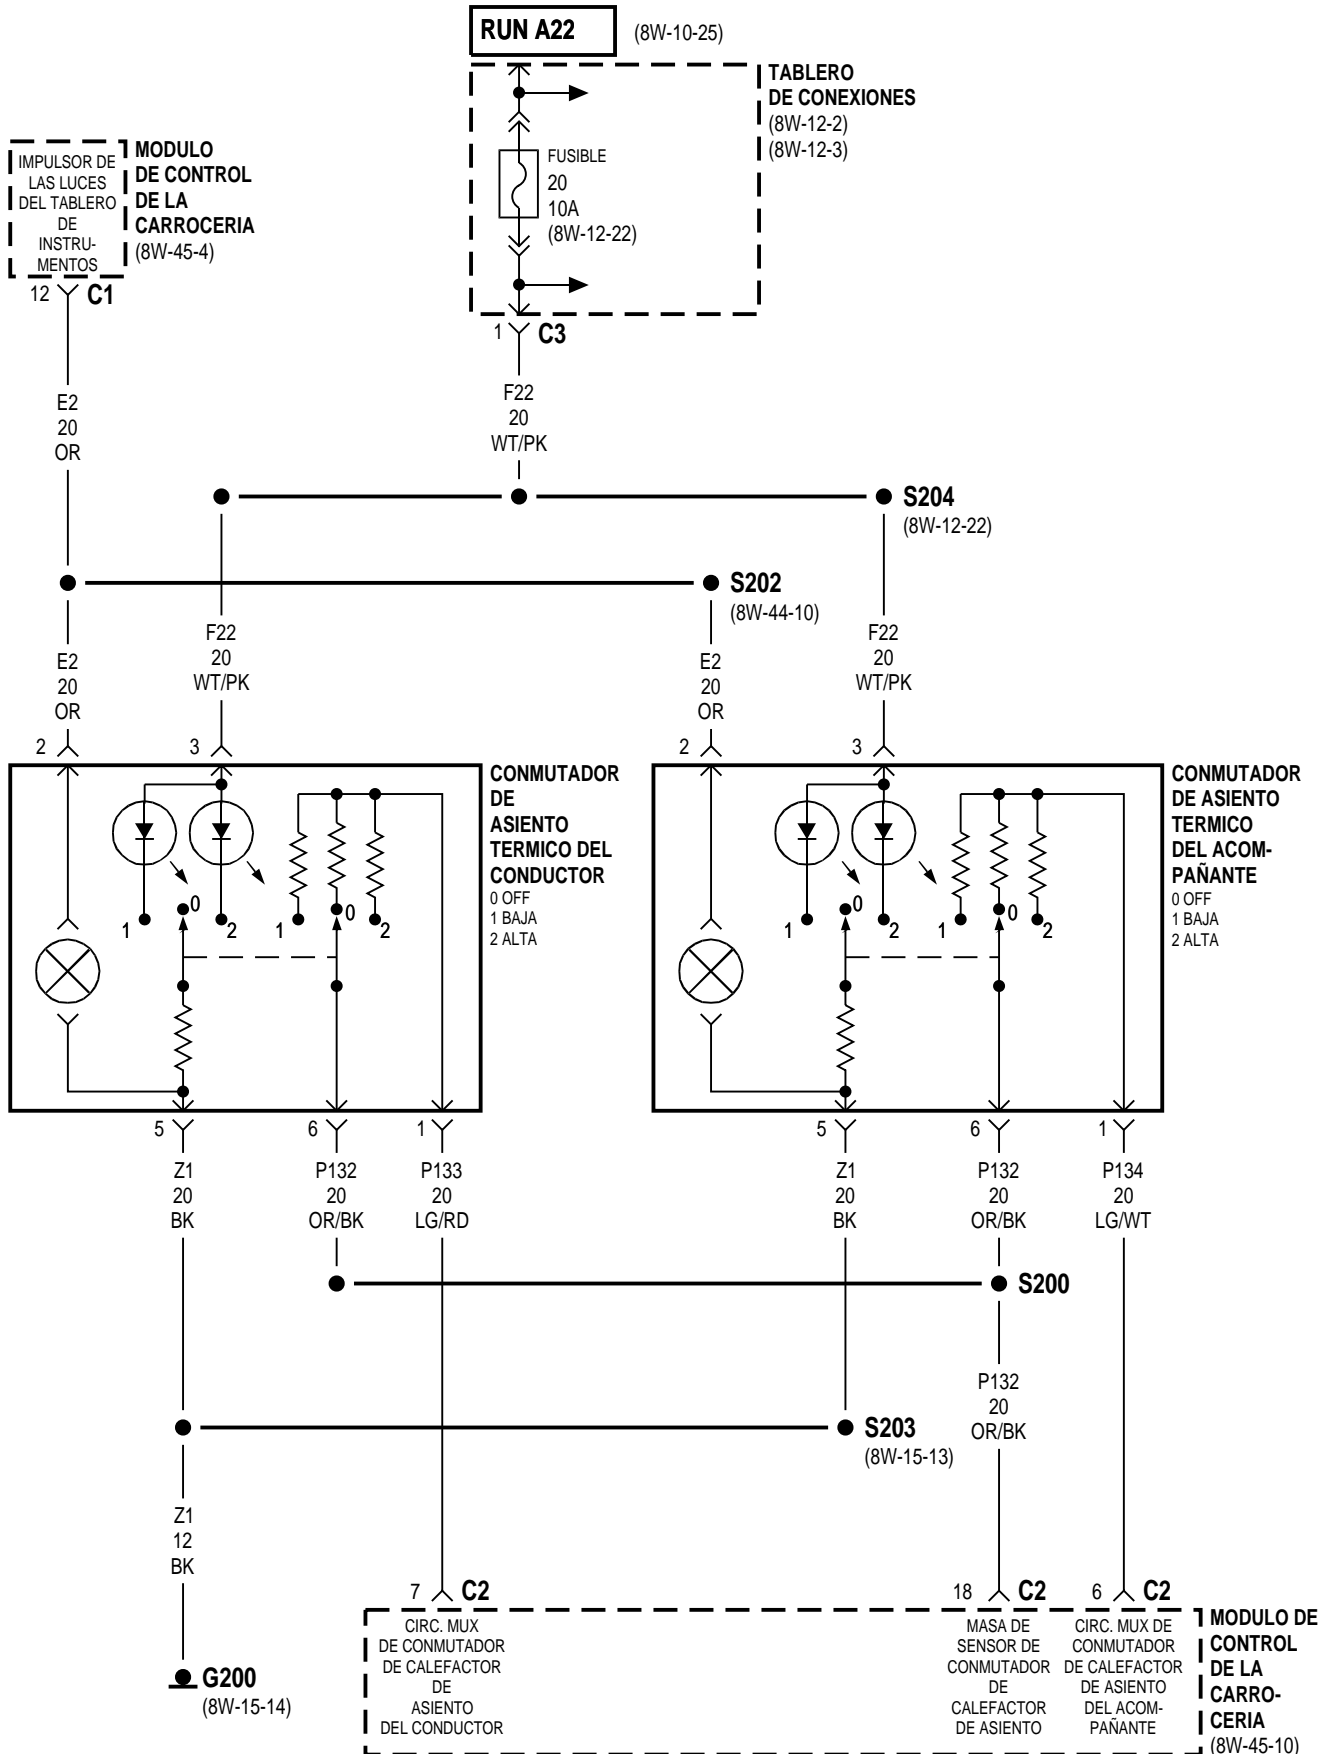 RUN A22
(8W-10-25)
TABLERO
DE CONEXIONES
(8W-12-2)
(8W-12-3)
FUSIBLE
20
10A
(8W-12-22)
1
C3
IMPULSOR DE
LAS LUCES
DEL TABLERO
DE
INSTRU-
MENTOS
MODULO
DE CONTROL
DE LA
CARROCERIA
(8W-45-4)
12
C1
E2
20
OR
F22
20
WT/PK
S204
(8W-12-22)
S202
(8W-44-10)
E2
20
OR
F22
20
WT/PK
E2
20
OR
F22
20
WT/PK
2
3
2
3
CONMUTADOR
DE
ASIENTO
TERMICO DEL
CONDUCTOR
0 OFF
1 BAJA
2 ALTA
1
0
2
1
0
2
CONMUTADOR
DE ASIENTO
TERMICO
DEL ACOM-
PAÑANTE
0 OFF
1 BAJA
2 ALTA
1
0
2
1
0
2
5
6
1
5
6
1
Z1
20
BK
P132
20
OR/BK
P133
20
LG/RD
Z1
20
BK
P132
20
OR/BK
P134
20
LG/WT
S200
P132
20
OR/BK
S203
(8W-15-13)
Z1
12
BK
G200
(8W-15-14)
7
C2
18
C2
6
C2
CIRC. MUX
DE CONMUTADOR
DE CALEFACTOR
DE
ASIENTO
DEL CONDUCTOR
MASA DE
SENSOR DE
CONMUTADOR
DE
CALEFACTOR
DE ASIENTO
CIRC. MUX DE
CONMUTADOR
DE CALEFACTOR
DE ASIENTO
DEL ACOM-
PAÑANTE
MODULO DE
CONTROL
DE LA
CARRO-
CERIA
(8W-45-10)